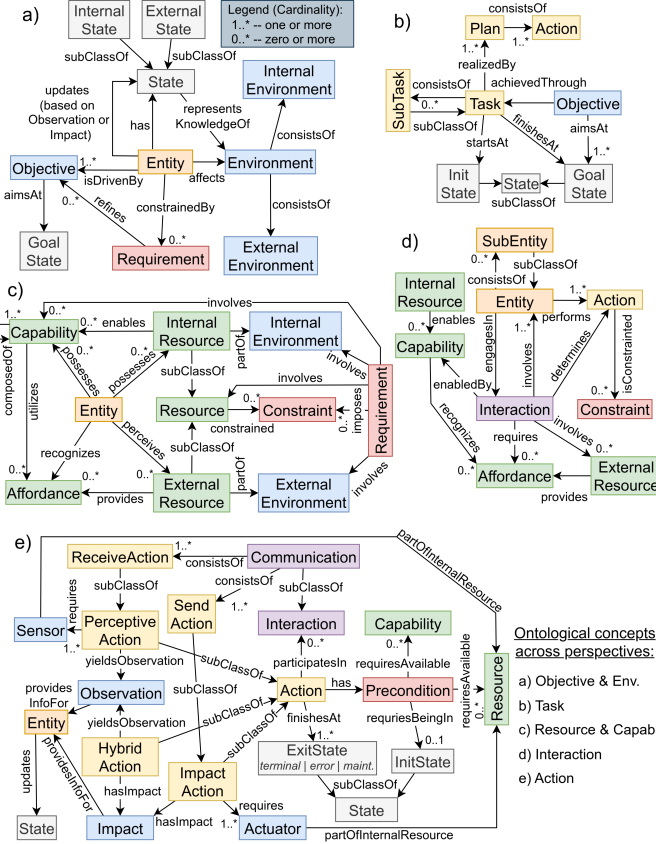 a)
Internal
State
External
State
Legend (Cardinality):
1..* -- one or more
0..* -- zero or more
subClassOf
subClassOf
State
Internal
Environment
updates
(based on
Observation or
Impact)
has
represents
KnowledgeOf
consistsOf
Objective
1..*
isDrivenBy
Entity
affects
Environment
aimsAt
0..*
refines
constrainedBy
consistsOf
0..*
Goal
State
Requirement
External
Environment
b)
consistsOf
Plan
1..*
Action
1..*
realizedBy
achievedThrough
SubTask
consistsOf
0..*
subClassOf
Task
Objective
startsAt
finishesAt
aimsAt
1..*
Init
State
State
Goal
State
subClassOf
c)
involves
1..*
0..*
Capability
0..*
enables
Internal
Resource
partOf
Internal
Environment
composedOf
utilizes
possesses
0..*
possesses
0..*
subClassOf
involves
involves
Entity
Resource
0..*
constrained
Constraint
imposes
0..*
Requirement
recognizes
perceives
subClassOf
0..*
0..*
0..*
Affordance
provides
External
Resource
partOf
External
Environment
involves
d)
SubEntity
0..*
consistsOf
subClassOf
Internal
Resource
Entity
1..*
performs
Action
enables
0..*
Capability
engagesIn
1..*
involves
determines
isConstrainted
0..*
enabledBy
Interaction
Constraint
recognizes
requires
involves
0..*
0..*
0..*
Affordance
External
Resource
provides
e)
partOfInternalResource
ReceiveAction
1..*
consistsOf
Communication
subClassOf
consistsOf
subClassOf
requires
Send
Action
1..*
Sensor
1..*
Perceptive
Action
Interaction
0..*
Capability
0..*
yieldsObservation
subClassOf
participatesIn
requiresAvailable
provides
InfoFor
Observation
subClassOf
Action
has
Precondition
requiresAvailable
0..*
Resource
Entity
yieldsObservation
subClassOf
finishesAt
1..*
requriesBeingIn
0..1
updates
providesInfoFor
Hybrid
Action
subClassOf
ExitState
terminal | error | maint.
InitState
hasImpact
Impact
Action
subClassOf
State
State
Impact
hasImpact
requires
1..*
Actuator
partOfInternalResource
Ontological concepts
across perspectives:
a) Objective & Env.
b) Task
c) Resource & Capab
d) Interaction
e) Action